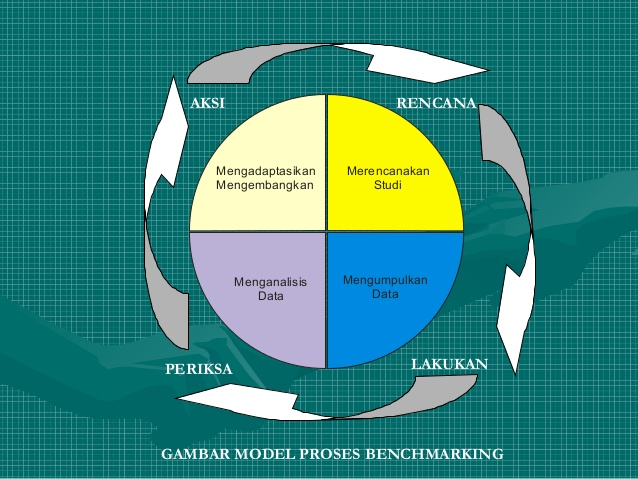 AKSI
RENCANA
Mengadaptasikan
Mengembangkan
Merencanakan
Studi
Menganalisis
Data
Mengumpulkan
Data
PERIKSA
LAKUKAN
GAMBAR MODEL PROSES BENCHMARKING